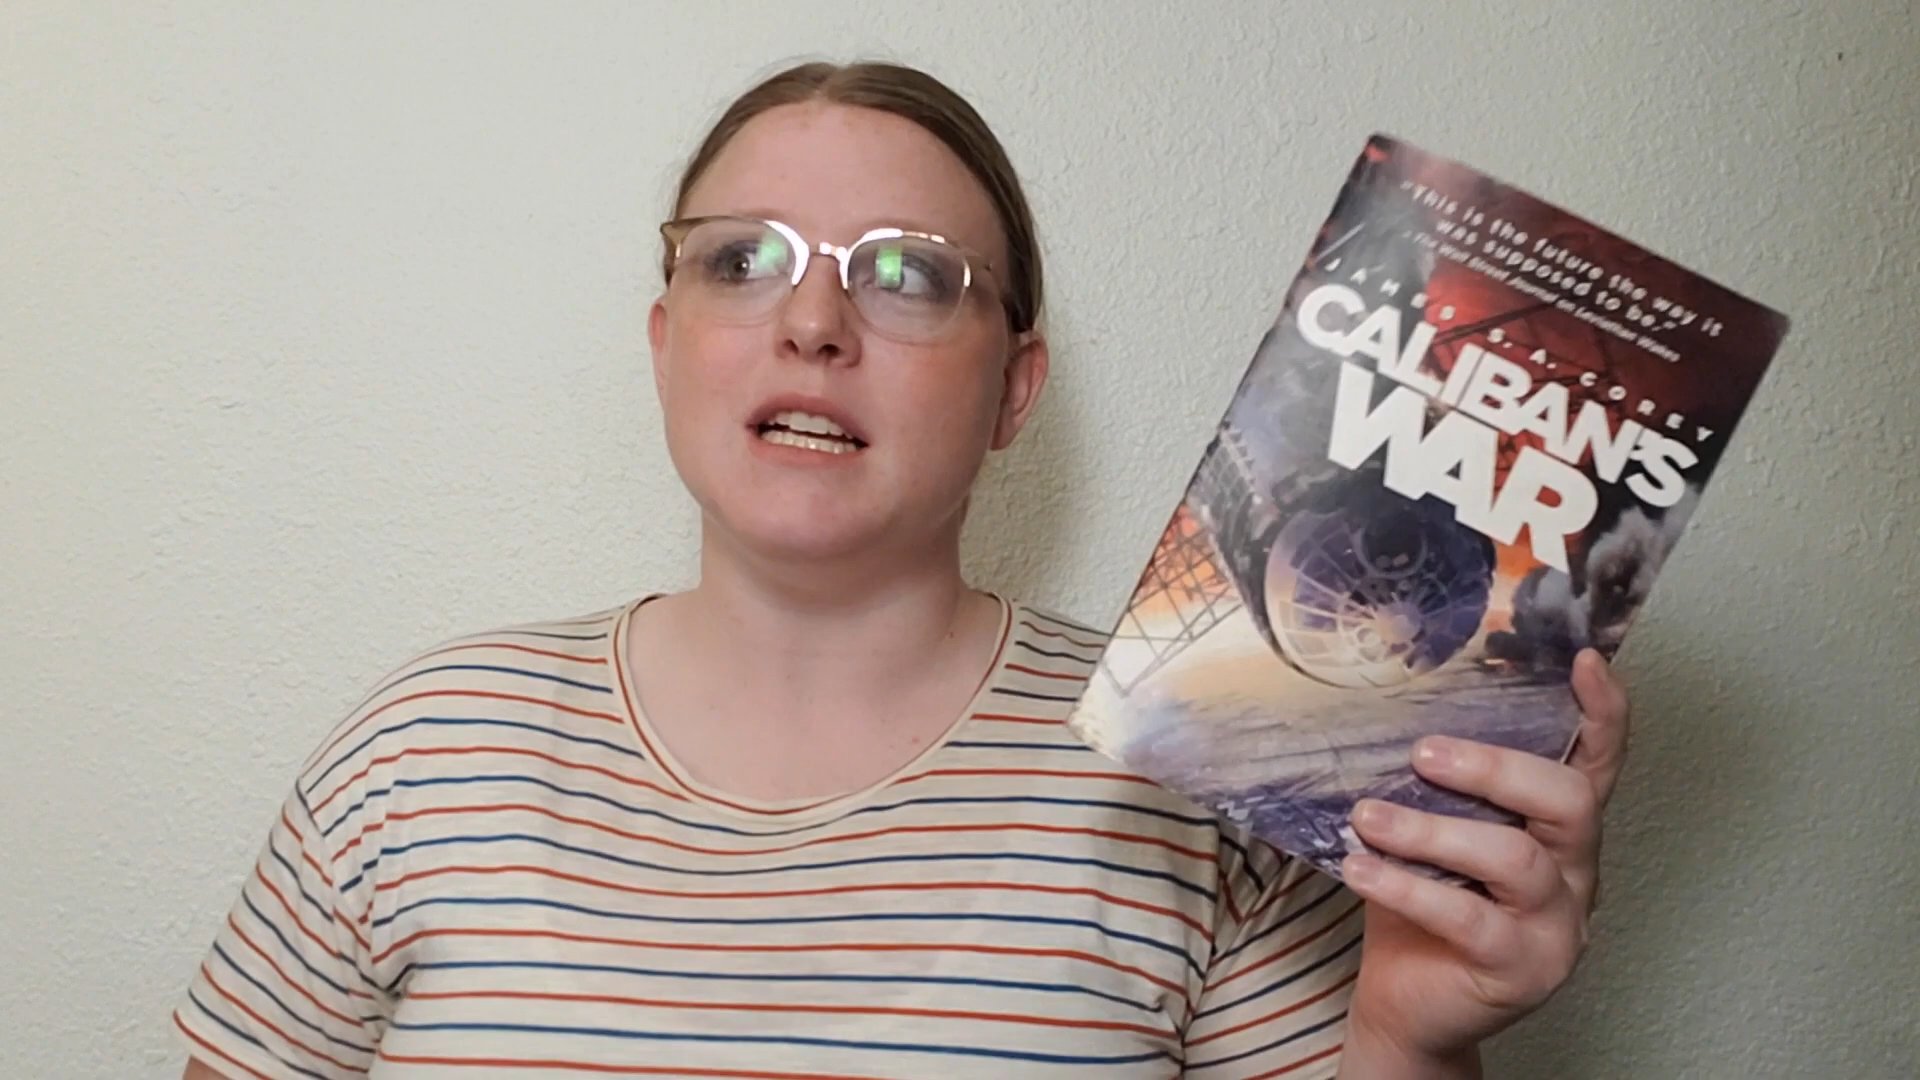 "This is the future the way it
was supposed to be."
The Wall Street Journal on Leviathan Wakes
JAMES S. A. COREY
CALIBAN'S
WAR